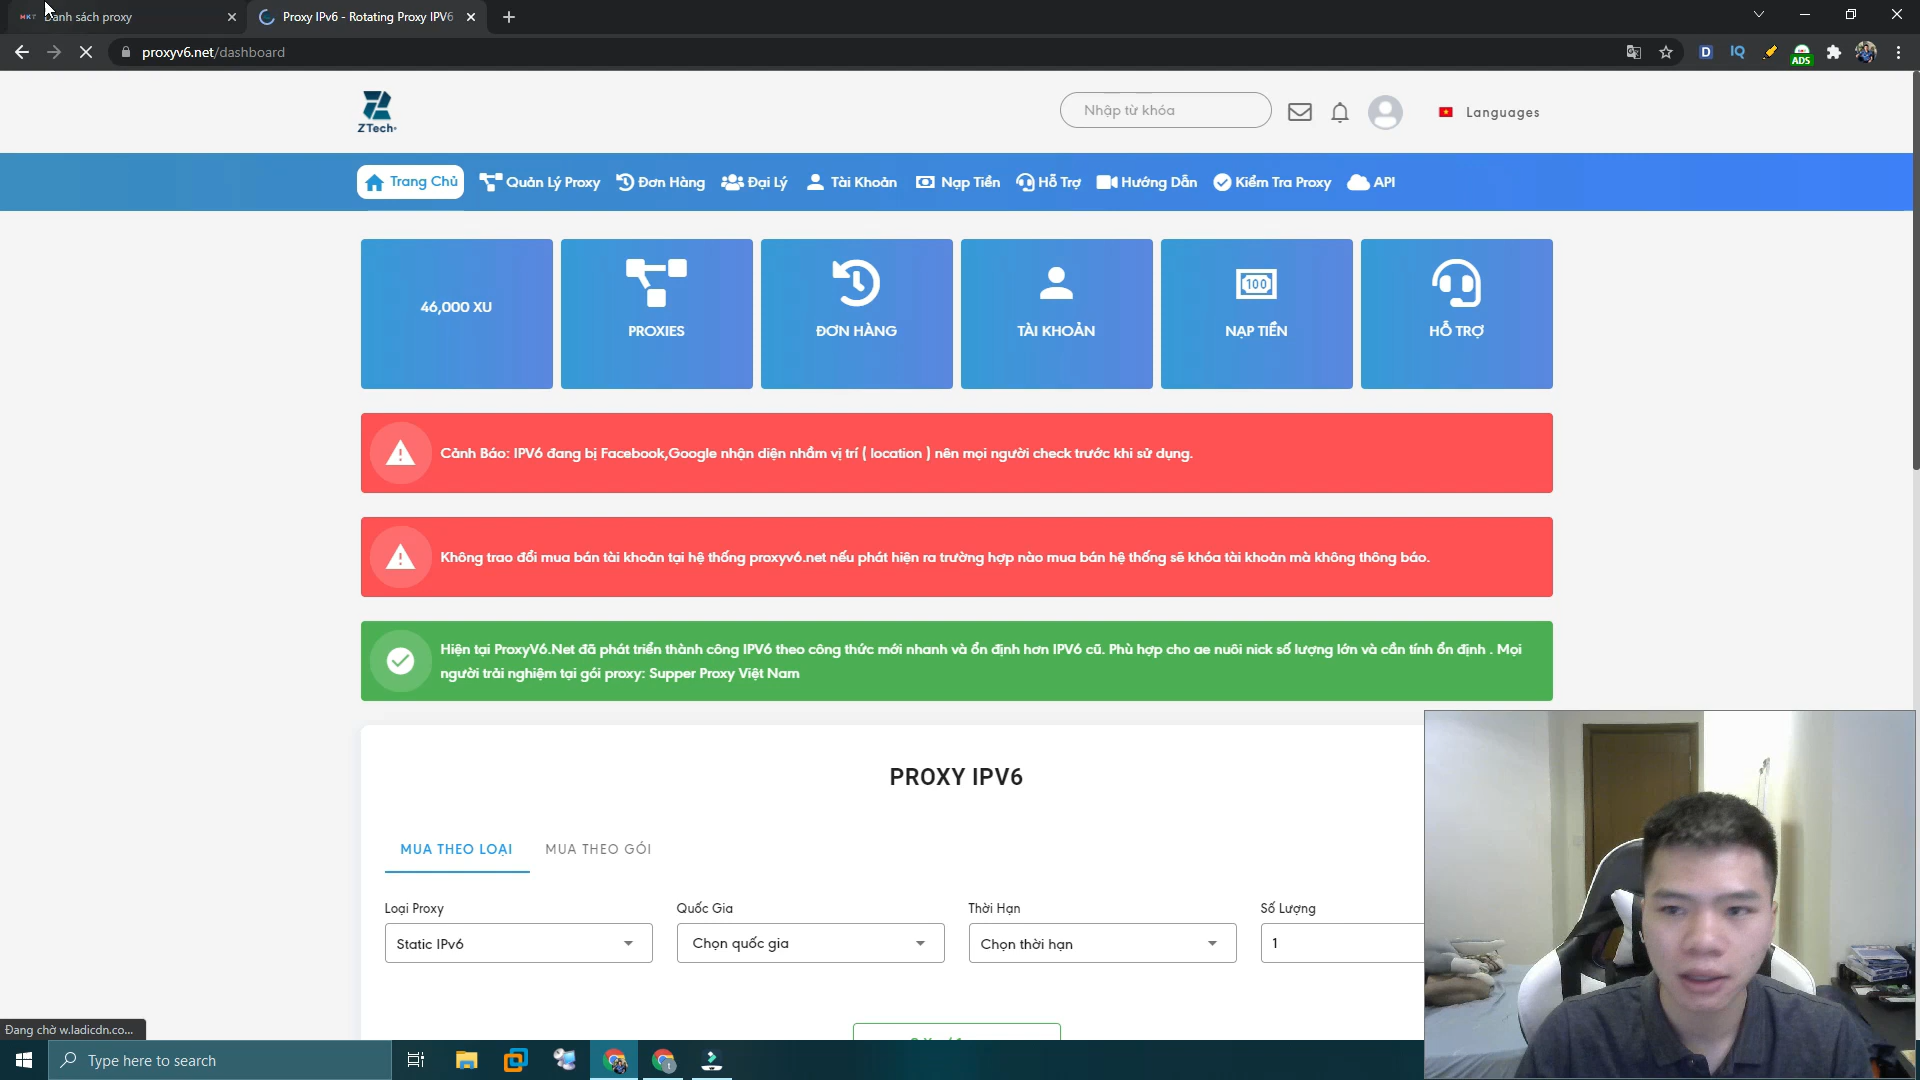 MKT
Danh sách proxy
Proxy IPv6 - Rotating Proxy IPV6
proxyv6.net/dashboard
D
IQ
ADS
ZTech
Nhập từ khóa
Languages
Trang Chủ
Quản Lý Proxy
Đơn Hàng
Đại Lý
Tài Khoản
Nạp Tiền
Hỗ Trợ
Hướng Dẫn
Kiểm Tra Proxy
API
46,000 XU
PROXIES
ĐƠN HÀNG
TÀI KHOẢN
100
NẠP TIỀN
HỖ TRỢ
Cảnh Báo: IPV6 đang bị Facebook,Google nhận diện nhầm vị trí ( location ) nên mọi người check trước khi sử dụng.
Không trao đổi mua bán tài khoản tại hệ thống proxyv6.net nếu phát hiện ra trường hợp nào mua bán hệ thống sẽ khóa tài khoản mà không thông báo.
Hiện tại ProxyV6.Net đã phát triển thành công IPV6 theo công thức mới nhanh và ổn định hơn IPV6 cũ. Phù hợp cho ae nuôi nick số lượng lớn và cần tính ổn định . Mọi
người trải nghiệm tại gói proxy: Supper Proxy Việt Nam
PROXY IPV6
MUA THEO LOẠI
MUA THEO GÓI
Loại Proxy
Quốc Gia
Thời Hạn
Số Lượng
Static IPv6
Chọn quốc gia
Chọn thời hạn
1
Đang chờ w.ladicdn.co...
Type here to search